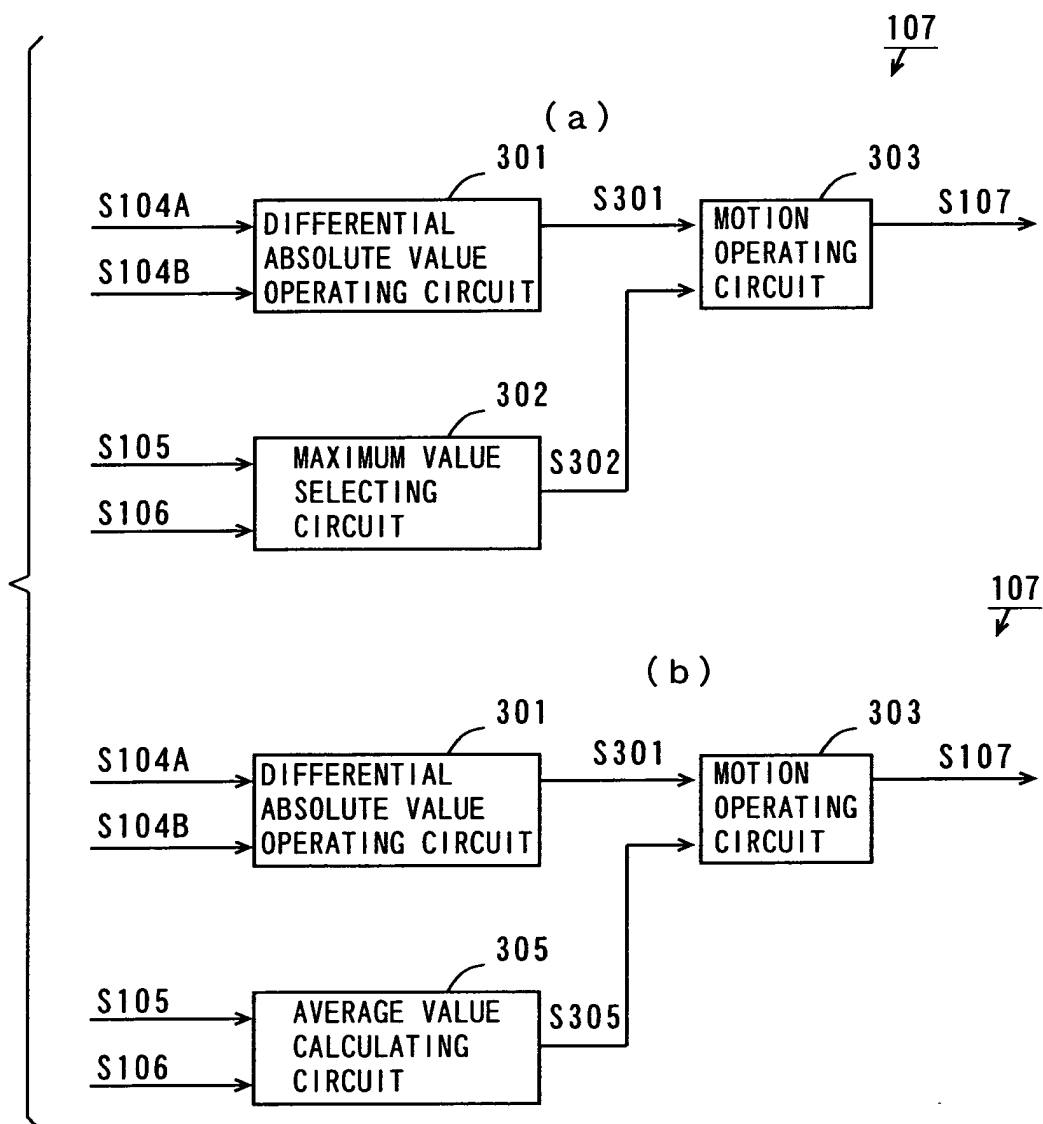 107
(a)
301
303
S104A
S301
S107
DIFFERENTIAL
ABSOLUTE VALUE
OPERATING CIRCUIT
MOTION
OPERATING
CIRCUIT
S104B
302
S105
MAXIMUM VALUE
SELECTING
CIRCUIT
S302
S106
107
(b)
301
303
S104A
S301
S107
DIFFERENTIAL
ABSOLUTE VALUE
OPERATING CIRCUIT
MOTION
OPERATING
CIRCUIT
S104B
305
S105
AVERAGE VALUE
CALCULATING
CIRCUIT
S305
S106